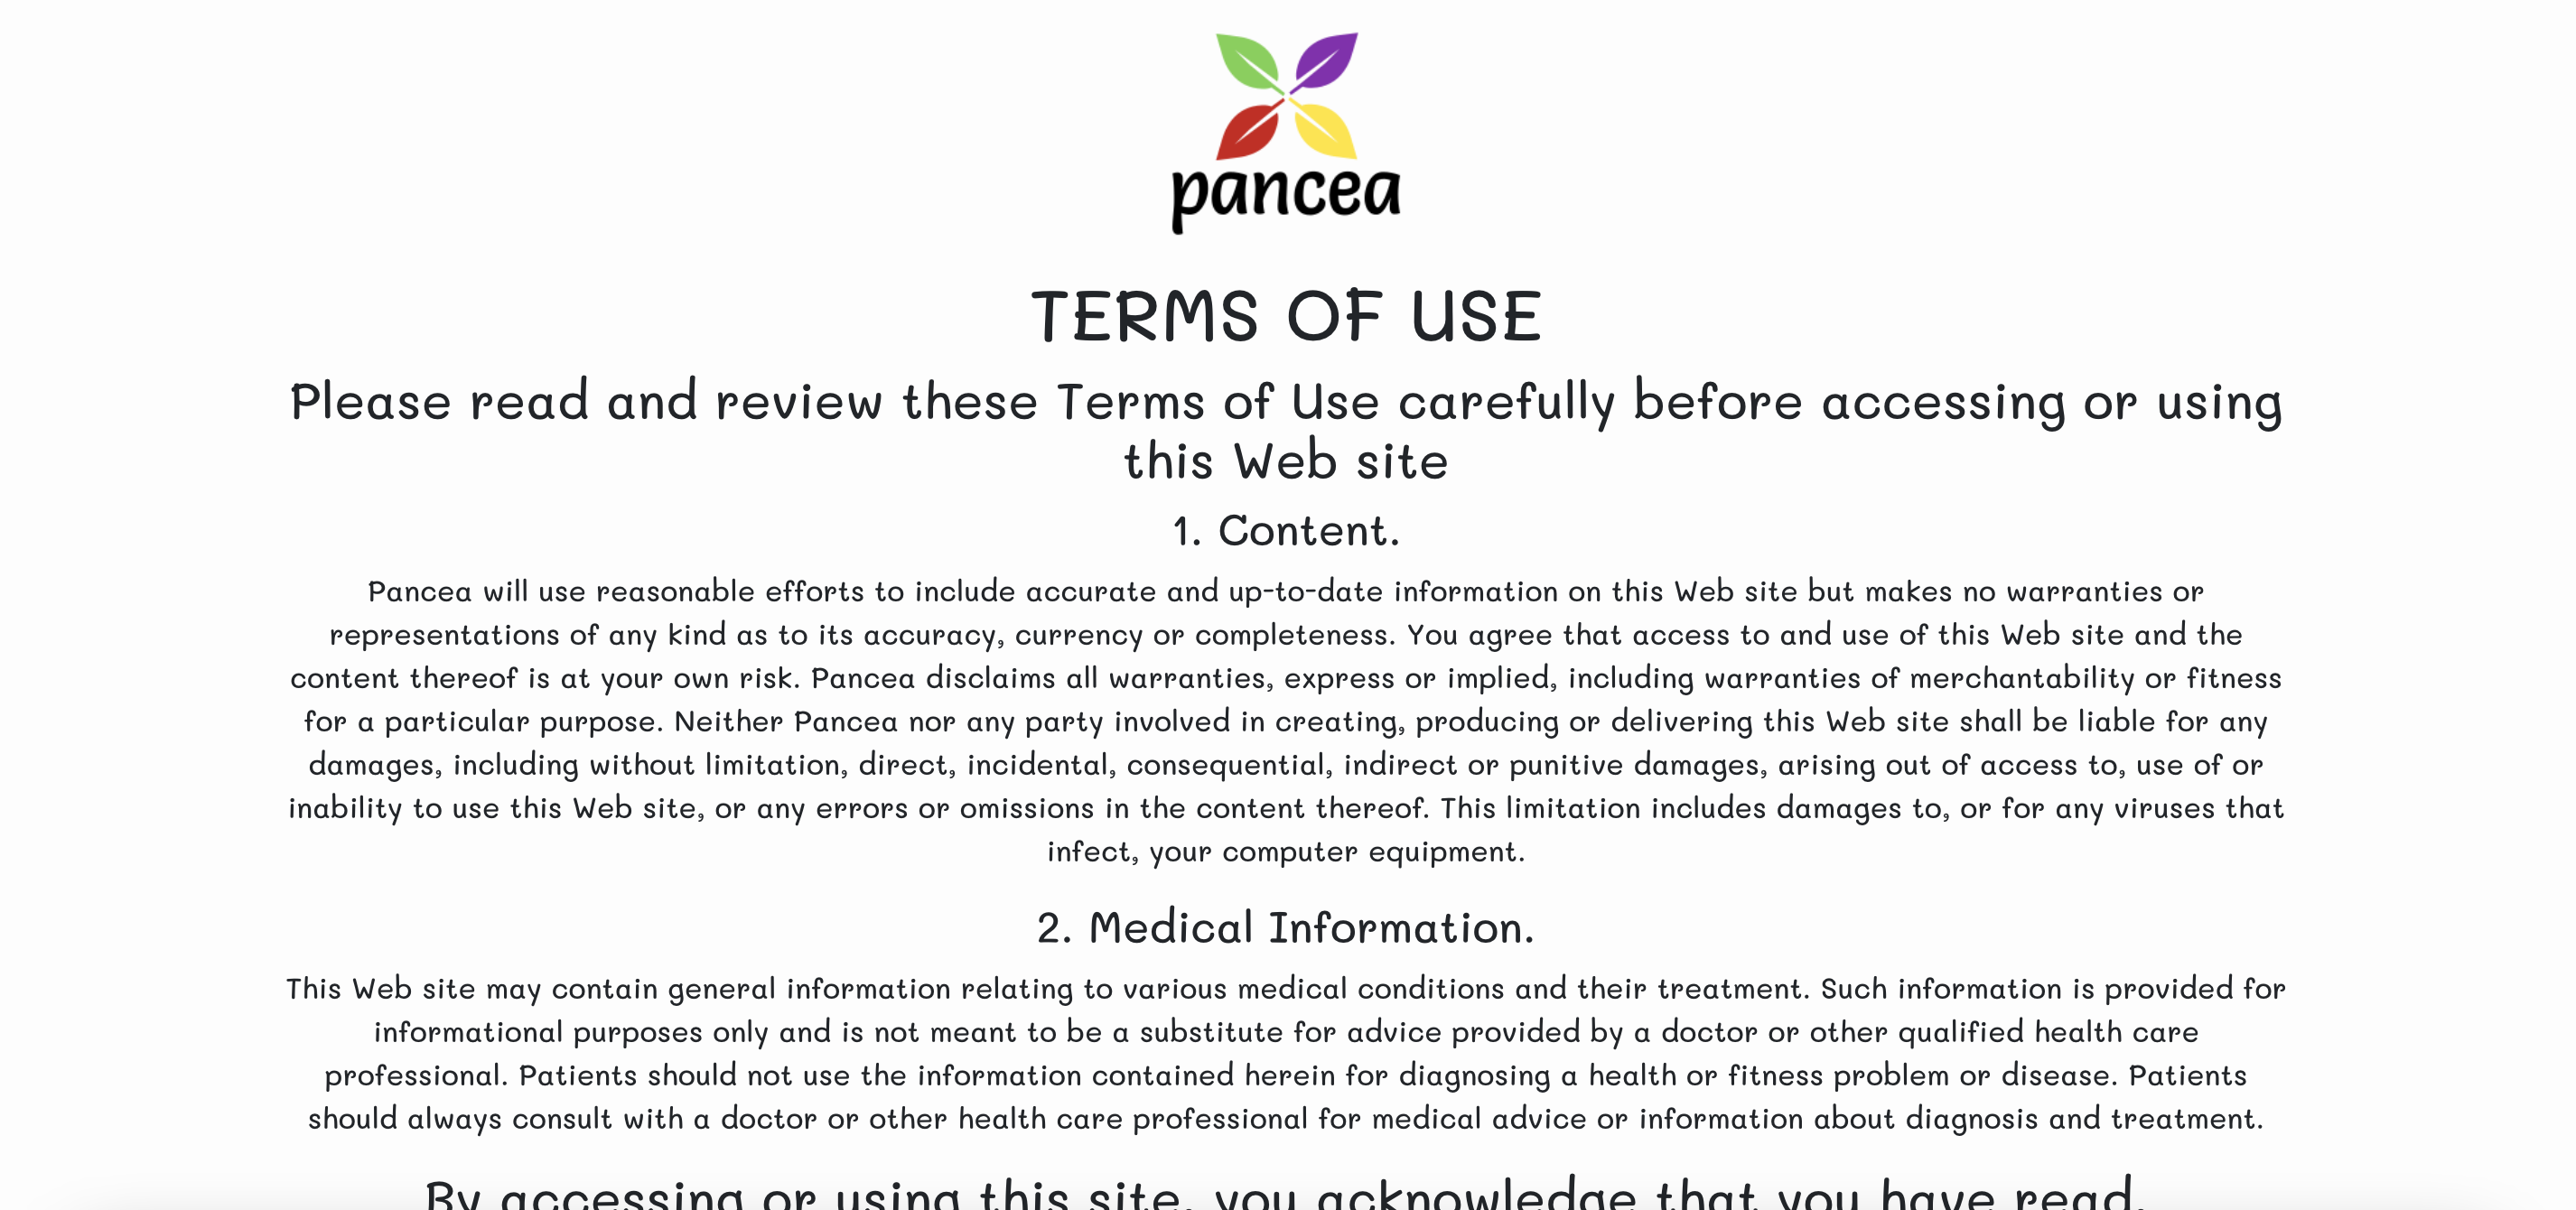 pancea
TERMS OF USE
Please read and review these Terms of Use carefully before accessing or using
this Web site
1. Content.
Pancea will use reasonable efforts to include accurate and up-to-date information on this Web site but makes no warranties or
representations of any kind as to its accuracy, currency or completeness. You agree that access to and use of this Web site and the
content thereof is at your own risk. Pancea disclaims all warranties, express or implied, including warranties of merchantability or fitness
for a particular purpose. Neither Pancea nor any party involved in creating, producing or delivering this Web site shall be liable for any
damages, including without limitation, direct, incidental, consequential, indirect or punitive damages, arising out of access to, use of or
inability to use this Web site, or any errors or omissions in the content thereof. This limitation includes damages to, or for any viruses that
infect, your computer equipment.
2. Medical Information.
This Web site may contain general information relating to various medical conditions and their treatment. Such information is provided for
informational purposes only and is not meant to be a substitute for advice provided by a doctor or other qualified health care
professional. Patients should not use the information contained herein for diagnosing a health or fitness problem or disease. Patients
should always consult with a doctor or other health care professional for medical advice or information about diagnosis and treatment.
By accessing or using this site, you acknowledge that you have read,